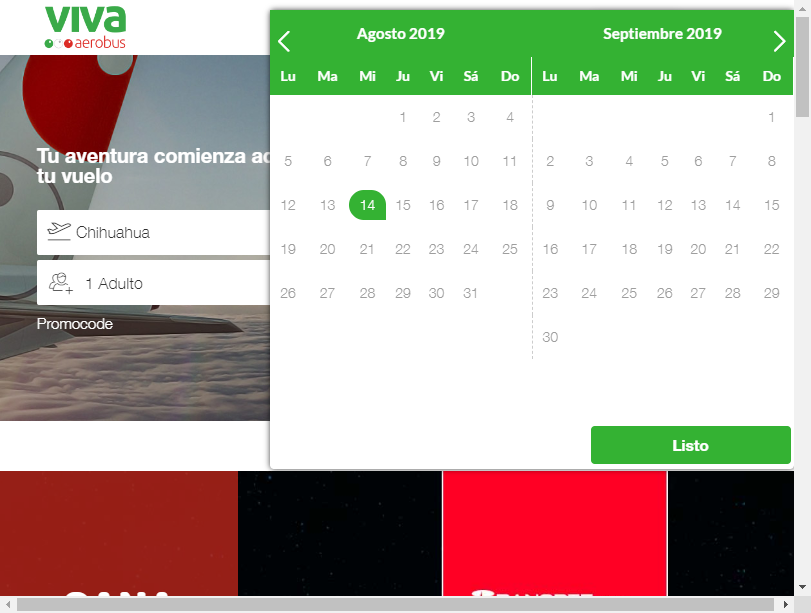 viva
aerobus
Agosto 2019
Septiembre 2019
Lu Ma Mi Ju Vi Sá Do
Lu Ma Mi Ju Vi Sá Do
1 2 3 4
5 6 7 8 9 10 11
12 13 14 15 16 17 18
19 20 21 22 23 24 25
26 27 28 29 30 31
1
2 3 4 5 6 7 8
9 10 11 12 13 14 15
16 17 18 19 20 21 22
23 24 25 26 27 28 29
30
Tu aventura comienza
tu vuelo
Chihuahua
1 Adulto
Promocode
Listo